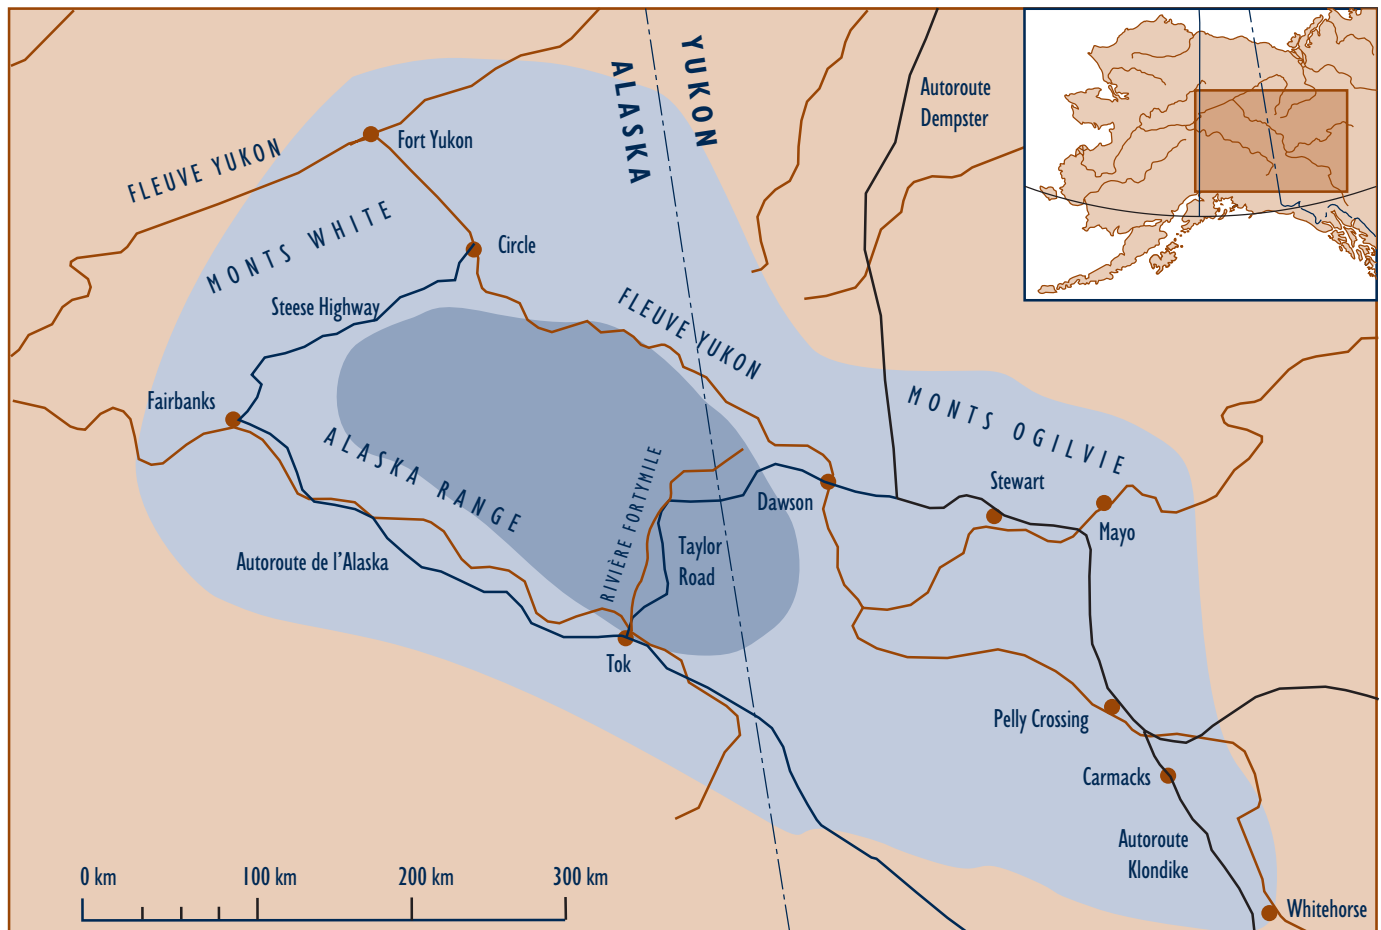 YUKON
ALASKA
Autoroute
Dempster
Fort Yukon
FLEUVE YUKON
MONTS WHITE
Circle
Steese Highway
FLEUVE YUKON
Fairbanks
MONTS OGILVIE
ALASKA RANGE
RIVIÈRE FORTYMILE
Dawson
Stewart
Mayo
Taylor
Road
Autoroute de l'Alaska
Tok
Pelly Crossing
Carmacks
Autoroute
Klondike
Whitehorse
0 km 100 km 200 km 300 km